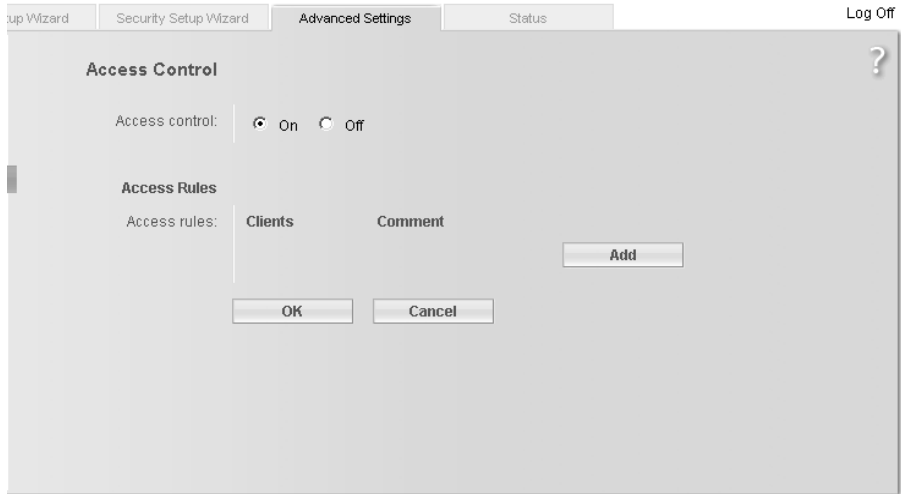 tup Wizard Security Setup Wizard Advanced Settings Status Log Off
?
Access Control
Access control: On Off
Access Rules
Access rules: Clients Comment
Add
OK Cancel